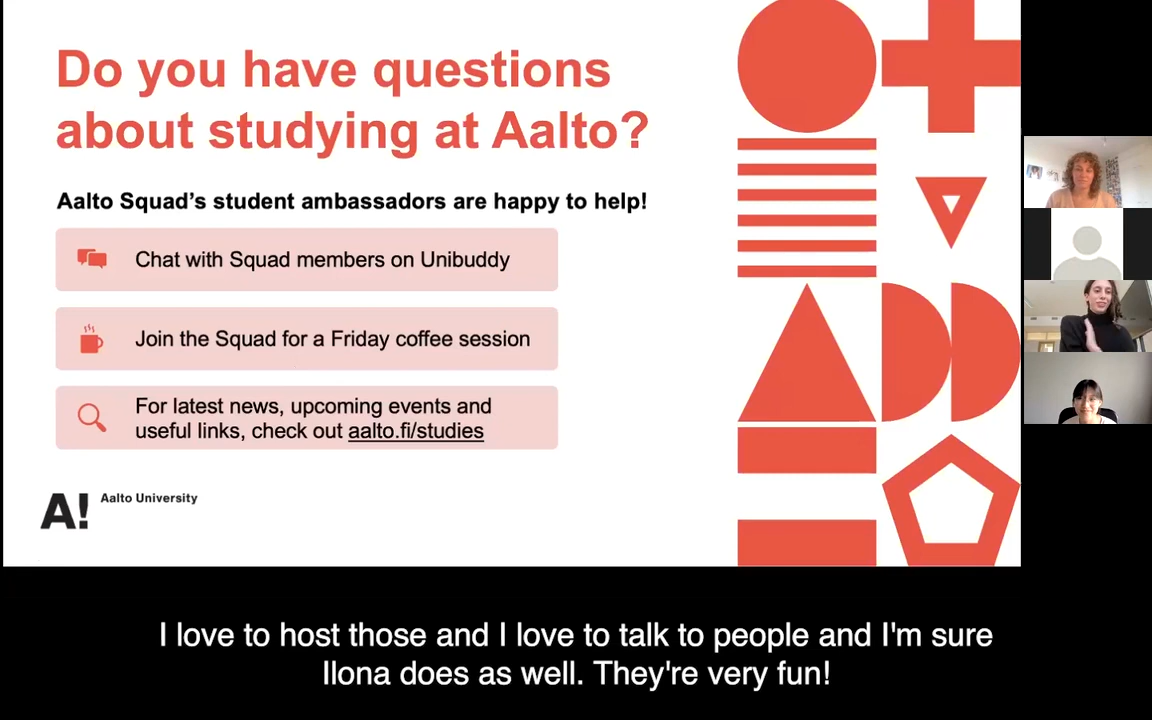 Do you have questions
about studying at Aalto?
Aalto Squad's student ambassadors are happy to help!
Chat with Squad members on Unibuddy
Join the Squad for a Friday coffee session
For latest news, upcoming events and
useful links, check out aalto.fi/studies
A! Aalto University
I love to host those and I love to talk to people and I'm sure
Ilona does as well. They're very fun!